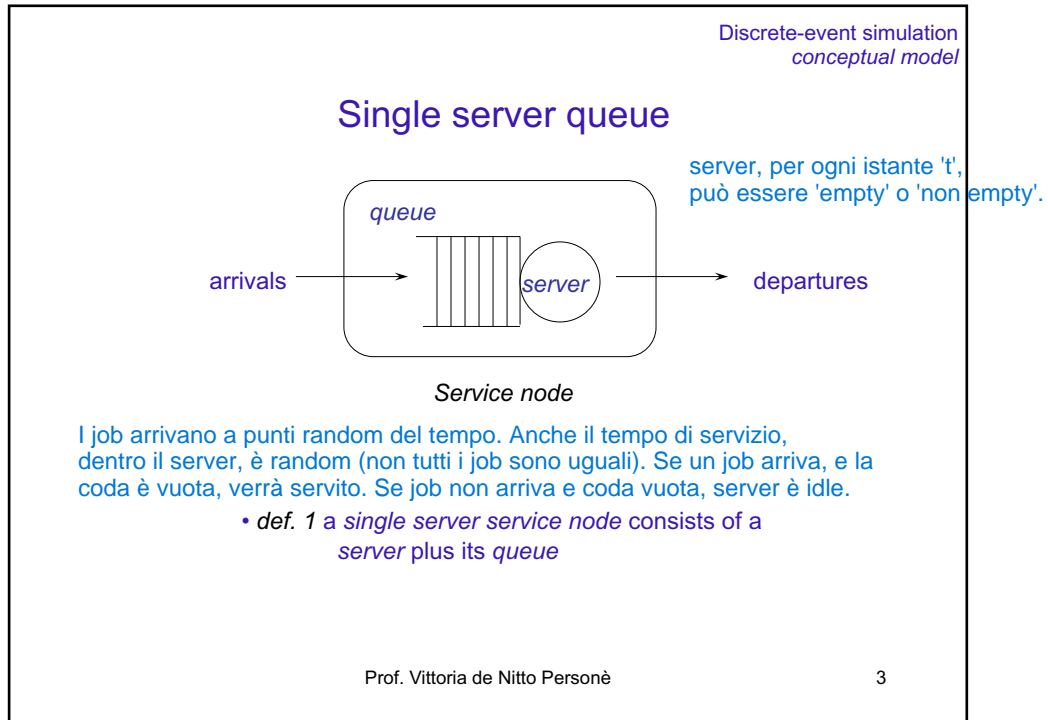 Discrete-event simulation
conceptual model
Single server queue
server, per ogni istante 't',
può essere 'empty' o 'non empty'.
queue
arrivals
server
departures
Service node
I job arrivano a punti random del tempo. Anche il tempo di servizio,
dentro il server, è random (non tutti i job sono uguali). Se un job arriva, e la
coda è vuota, verrà servito. Se job non arriva e coda vuota, server è idle.
• def. 1 a single server service node consists of a
server plus its queue
Prof. Vittoria de Nitto Personè
3